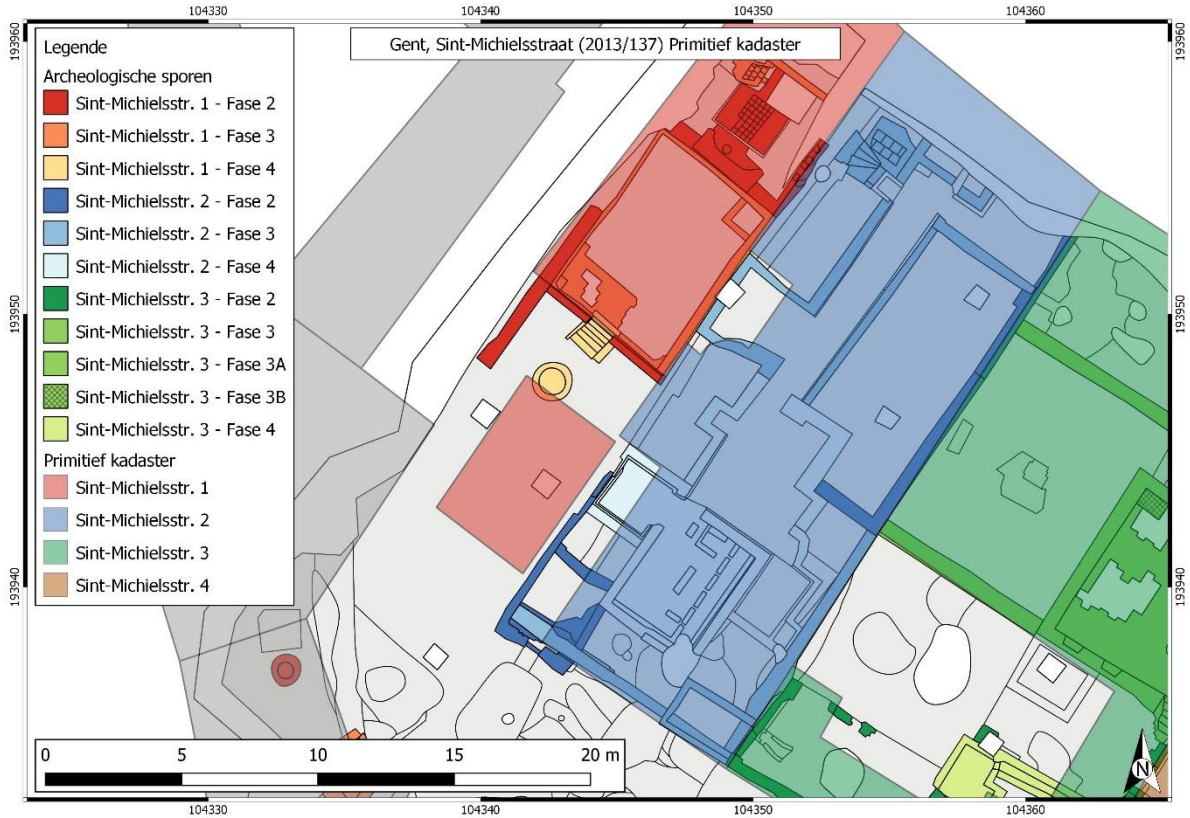 104330 104340 104350 104360
193960 193960
Gent, Sint-Michielsstraat (2013/137) Primitief kadaster
Legende
Archeologische sporen
Sint-Michielsstr. 1 - Fase 2
Sint-Michielsstr. 1 - Fase 3
Sint-Michielsstr. 1 - Fase 4
Sint-Michielsstr. 2 - Fase 2
Sint-Michielsstr. 2 - Fase 3
Sint-Michielsstr. 2 - Fase 4
Sint-Michielsstr. 3 - Fase 2
Sint-Michielsstr. 3 - Fase 3
Sint-Michielsstr. 3 - Fase 3A
Sint-Michielsstr. 3 - Fase 3B
Sint-Michielsstr. 3 - Fase 4
Primitief kadaster
Sint-Michielsstr. 1
Sint-Michielsstr. 2
Sint-Michielsstr. 3
Sint-Michielsstr. 4
193950 193950
193940 193940
0 5 10 15 20 m
N
104330 104340 104350 104360